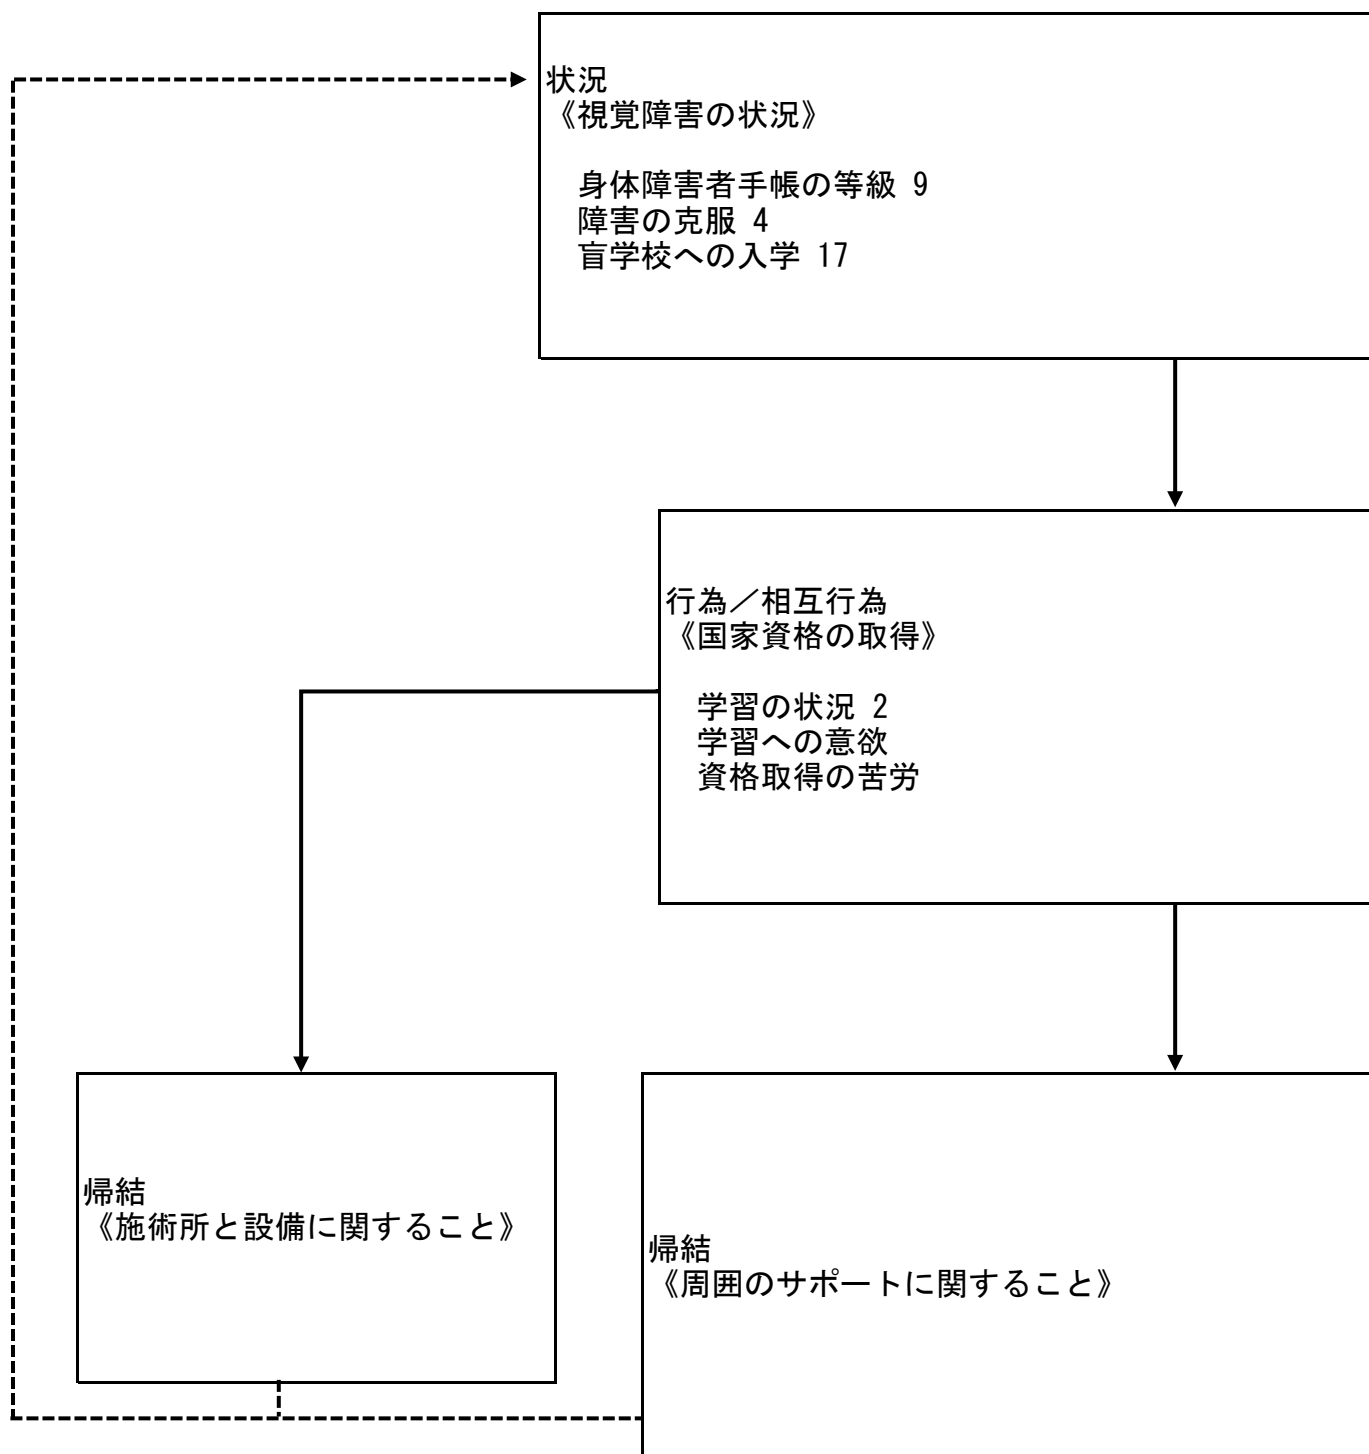 状況
《視覚障害の状況》
身体障害者手帳の等級 9
障害の克服 4
盲学校への入学 17
行為／相互行為
《国家資格の取得》
学習の状況 2
学習への意欲
資格取得の苦労
帰結
《施術所と設備に関すること》
帰結
《周囲のサポートに関すること》